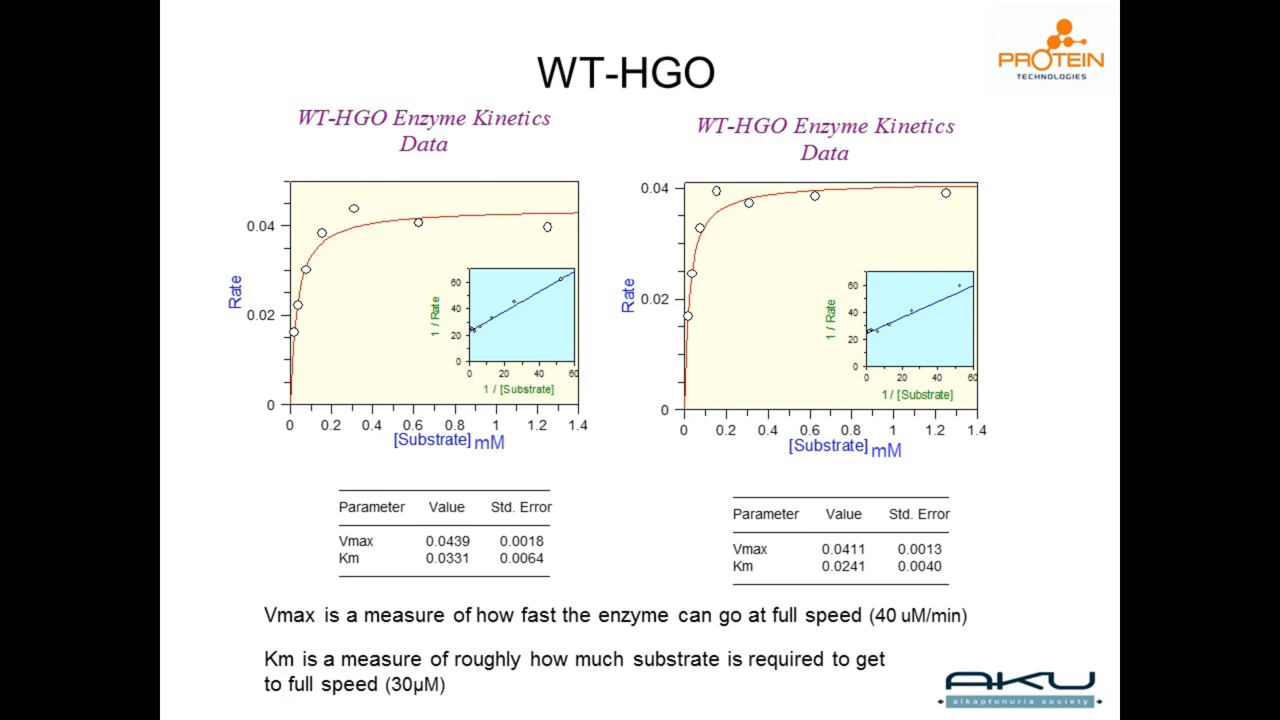 PROTEIN
TECHNOLOGIES
WT-HGO
WT-HGO Enzyme Kinetics
Data
0.04
0.02
0
Rate
0 0.2 0.4 0.6 0.8 1 1.2 1.4
[Substrate] mM
60
40
20
0
1 / Rate
0 20 40 60
1 / [Substrate]
WT-HGO Enzyme Kinetics
Data
0.04
0.02
0
Rate
0 0.2 0.4 0.6 0.8 1 1.2 1.4
[Substrate] mM
60
40
20
0
1 / Rate
0 20 40 60
1 / [Substrate]
Parameter Value Std. Error
Vmax 0.0439 0.0018
Km 0.0331 0.0064
Parameter Value Std. Error
Vmax 0.0411 0.0013
Km 0.0241 0.0040
Vmax is a measure of how fast the enzyme can go at full speed (40 uM/min)
Km is a measure of roughly how much substrate is required to get
to full speed (30µM)
AKU
alkaptonuria society